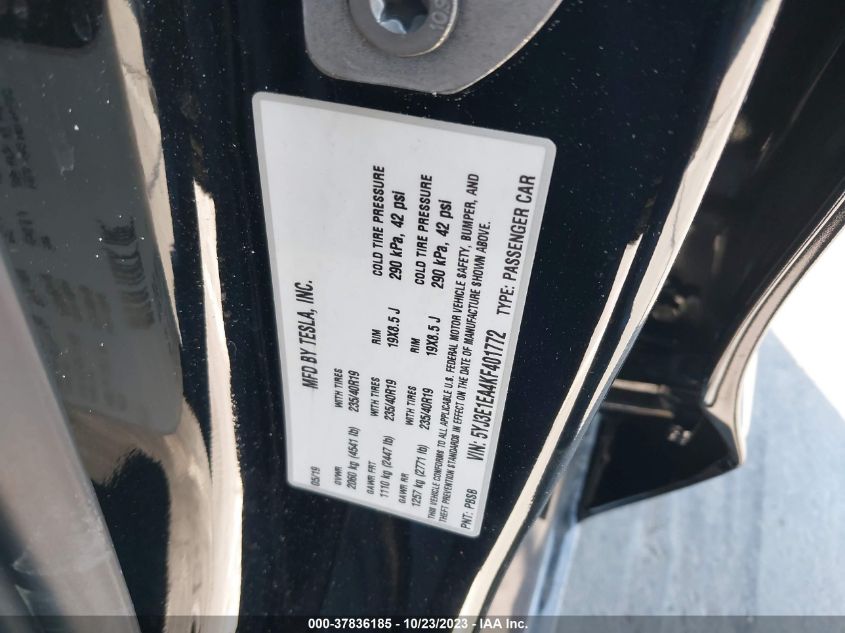 MFD BY TESLA, INC.
05/19
GVWR WITH TIRES RIM COLD TIRE PRESSURE
2060 kg (4541 lb) 235/40R19 19X8.5 J 290 kPa, 42 psi
GAWR FRT WITH TIRES RIM COLD TIRE PRESSURE
1110 kg (2447 lb) 235/40R19 19X8.5 J 290 kPa, 42 psi
GAWR RR WITH TIRES
1257 kg (2771 lb) 235/40R19
THIS VEHICLE CONFORMS TO ALL APPLICABLE U.S. FEDERAL MOTOR VEHICLE SAFETY, BUMPER, AND
THEFT PREVENTION STANDARDS IN EFFECT ON THE DATE OF MANUFACTURE SHOWN ABOVE.
PNT: PBSB VIN: 5YJ3E1EA4KF401772 TYPE: PASSENGER CAR
000-37836185 - 10/23/2023 - IAA Inc.